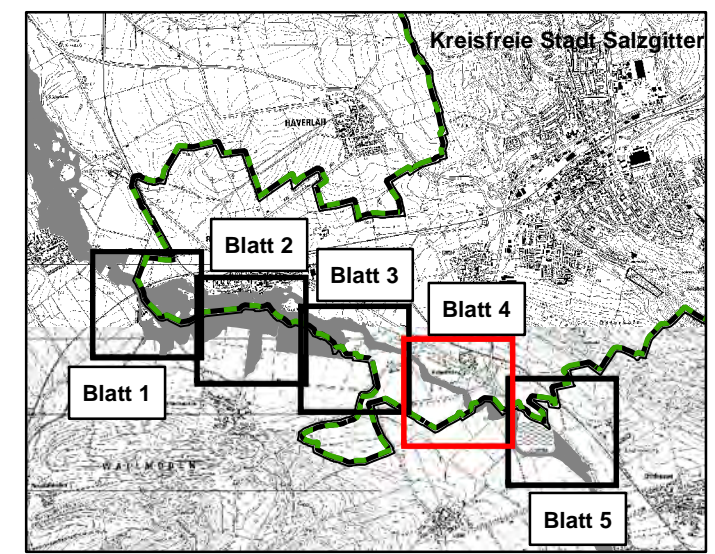 Kreisfreie Stadt Salzgitter
HAVERLAH
Blatt 2
Blatt 3
Blatt 4
Blatt 1
WALLMODEN
Blatt 5